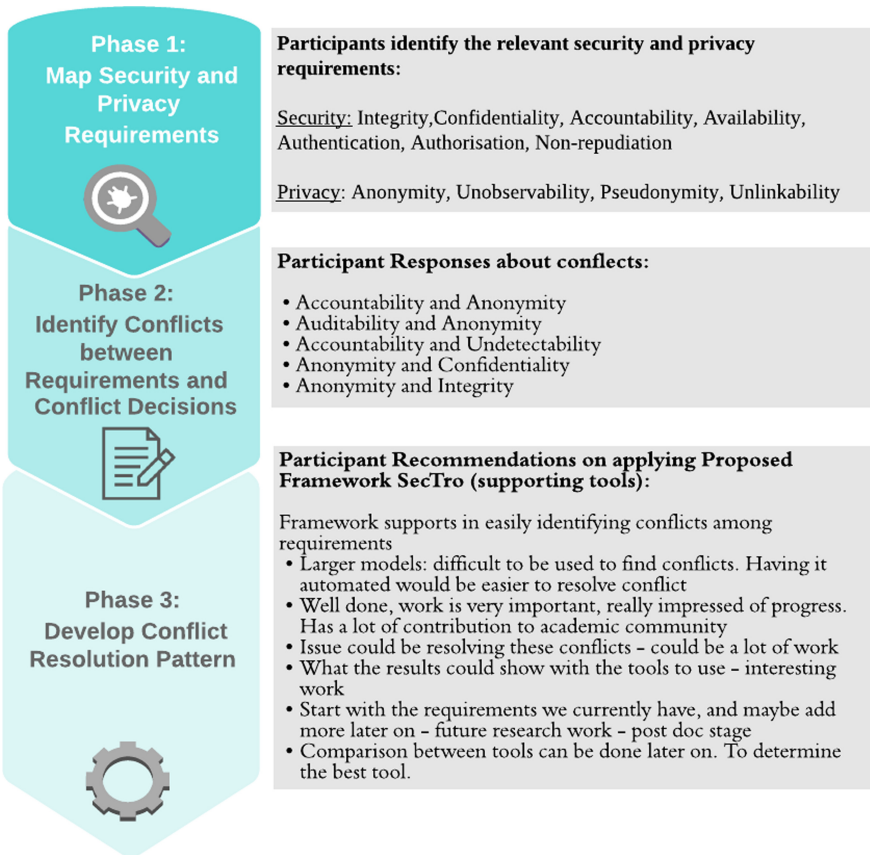 Phase 1:
Map Security and
Privacy
Requirements
Participants identify the relevant security and privacy
requirements:
Security: Integrity,Confidentiality, Accountability, Availability,
Authentication, Authorisation, Non-repudiation
Privacy: Anonymity, Unobservability, Pseudonymity, Unlinkability
Phase 2:
Identify Conflicts
between
Requirements and
Conflict Decisions
Participant Responses about conflects:
• Accountability and Anonymity
• Auditability and Anonymity
• Accountability and Undetectability
• Anonymity and Confidentiality
• Anonymity and Integrity
Phase 3:
Develop Conflict
Resolution Pattern
Participant Recommendations on applying Proposed
Framework SecTro (supporting tools):
Framework supports in easily identifying conflicts among
requirements
• Larger models: difficult to be used to find conflicts. Having it
automated would be easier to resolve conflict
• Well done, work is very important, really impressed of progress.
Has a lot of contribution to academic community
• Issue could be resolving these conflicts - could be a lot of work
• What the results could show with the tools to use - interesting
work
• Start with the requirements we currently have, and maybe add
more later on - future research work - post doc stage
• Comparison between tools can be done later on. To determine
the best tool.